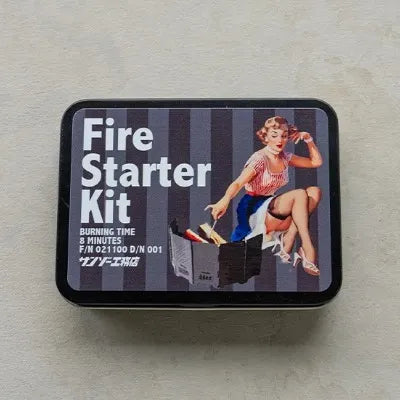 Fire
Starter
Kit
BURNING TIME
8 MINUTES
F/N 021100 D/N 001
サンゾー工務店